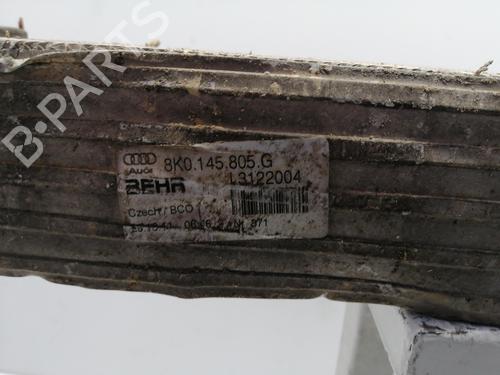 B-PARTS
8K0.145.805.G
Audi
BEHR L3122004
Czech / BCO